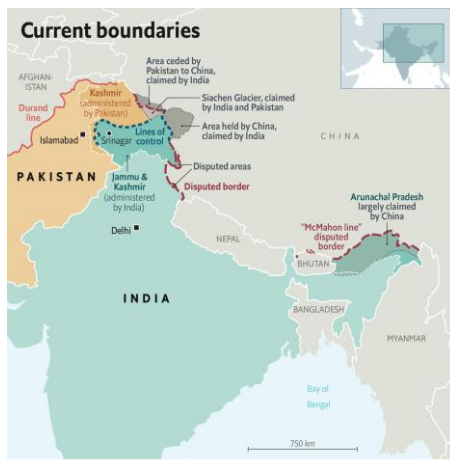 Current boundaries
AFGHAN-
ISTAN
Durand
line
Kashmir
(administered
by Pakistan)
Area ceded by
Pakistan to China,
claimed by India
Siachen Glacier, claimed
by India and Pakistan
Area held by China,
claimed by India
Islamabad
Srinagar
Lines of
control
CHINA
PAKISTAN
Jammu &
Kashmir
(administered
by India)
Disputed areas
Disputed border
Arunachal Pradesh
largely claimed
by China
Delhi
NEPAL
"McMahon line"
disputed
border
BHUTAN
INDIA
BANGLADESH
MYANMAR
Bay of
Bengal
750 km